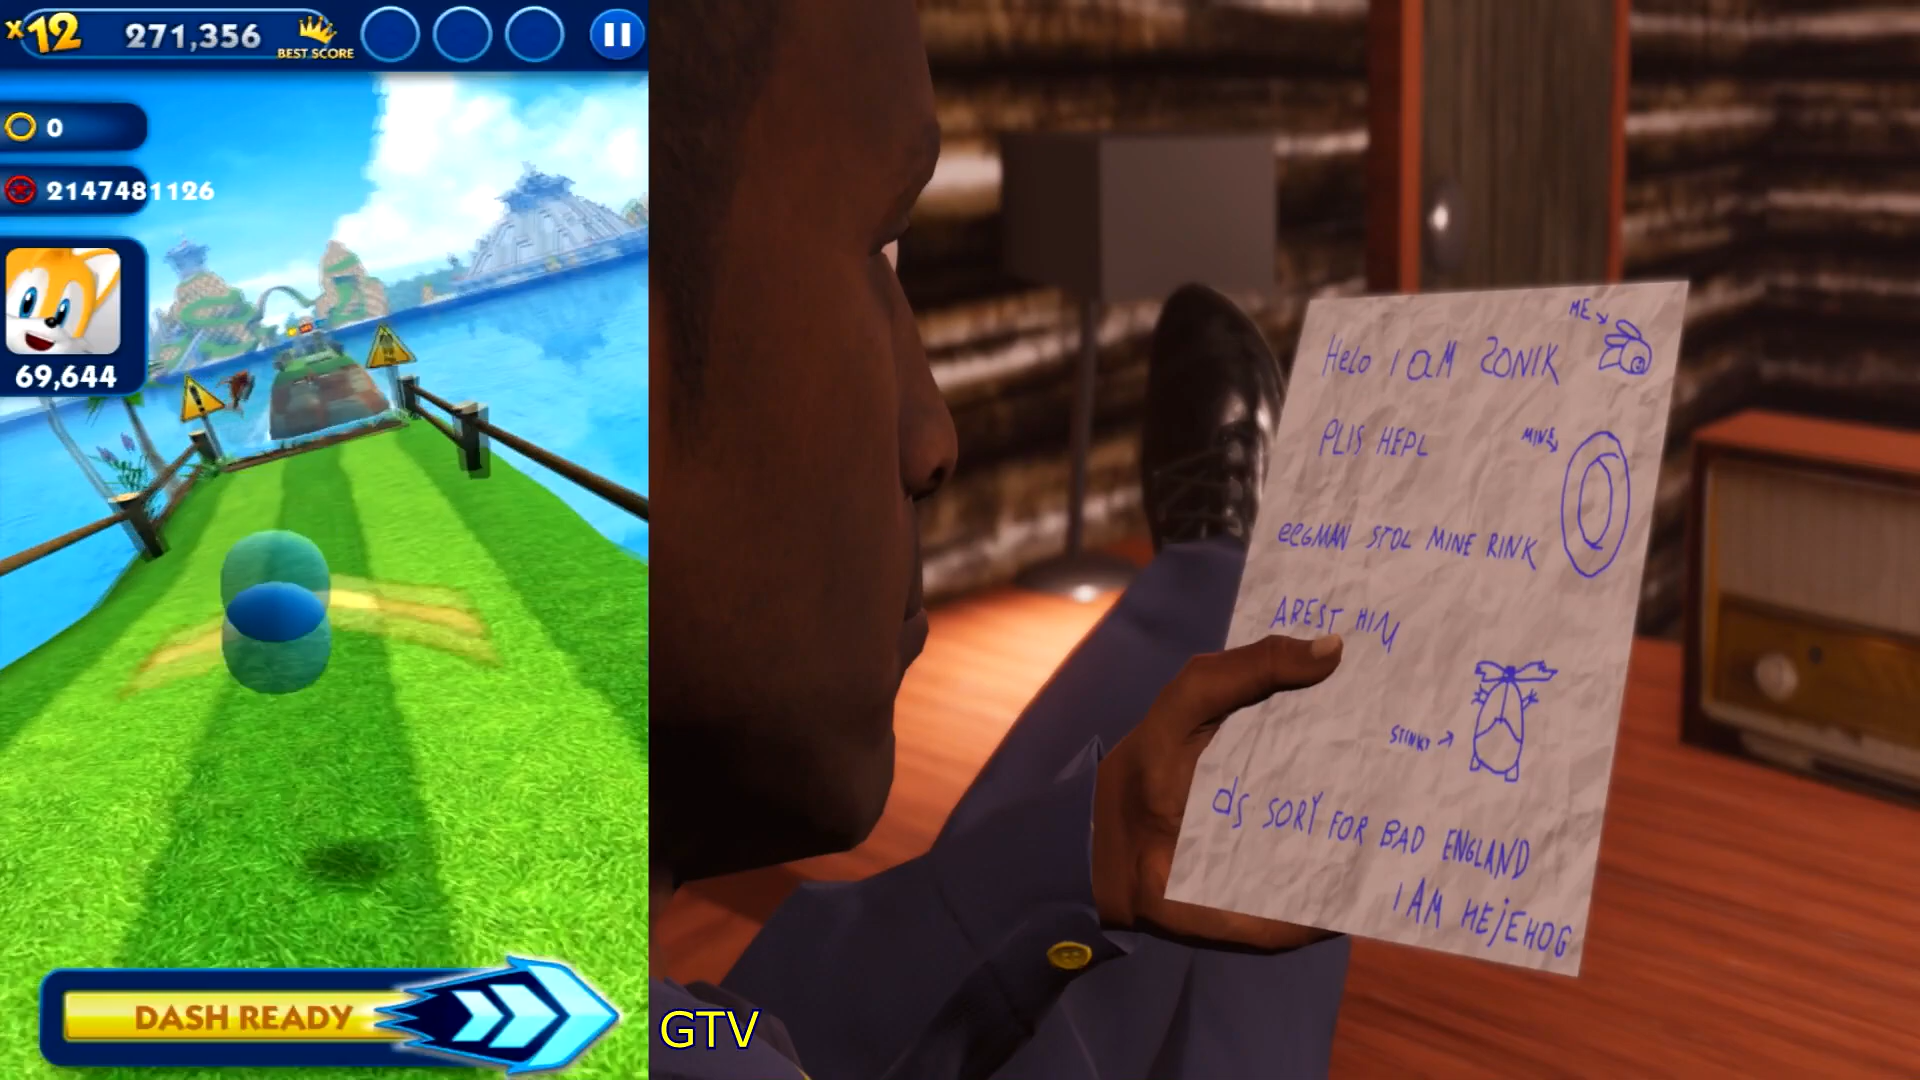 x12 271,356 BEST SCORE
0
2147481126
69,644
DASH READY
GTV
ME
HElO I aM ZONIK
PLIS HEPL
MINE
eegMAN STOL MINE RINK
AREST HIM
STINKY
dS SORY FOR BAD ENGLAND
I AM HEjEHOG